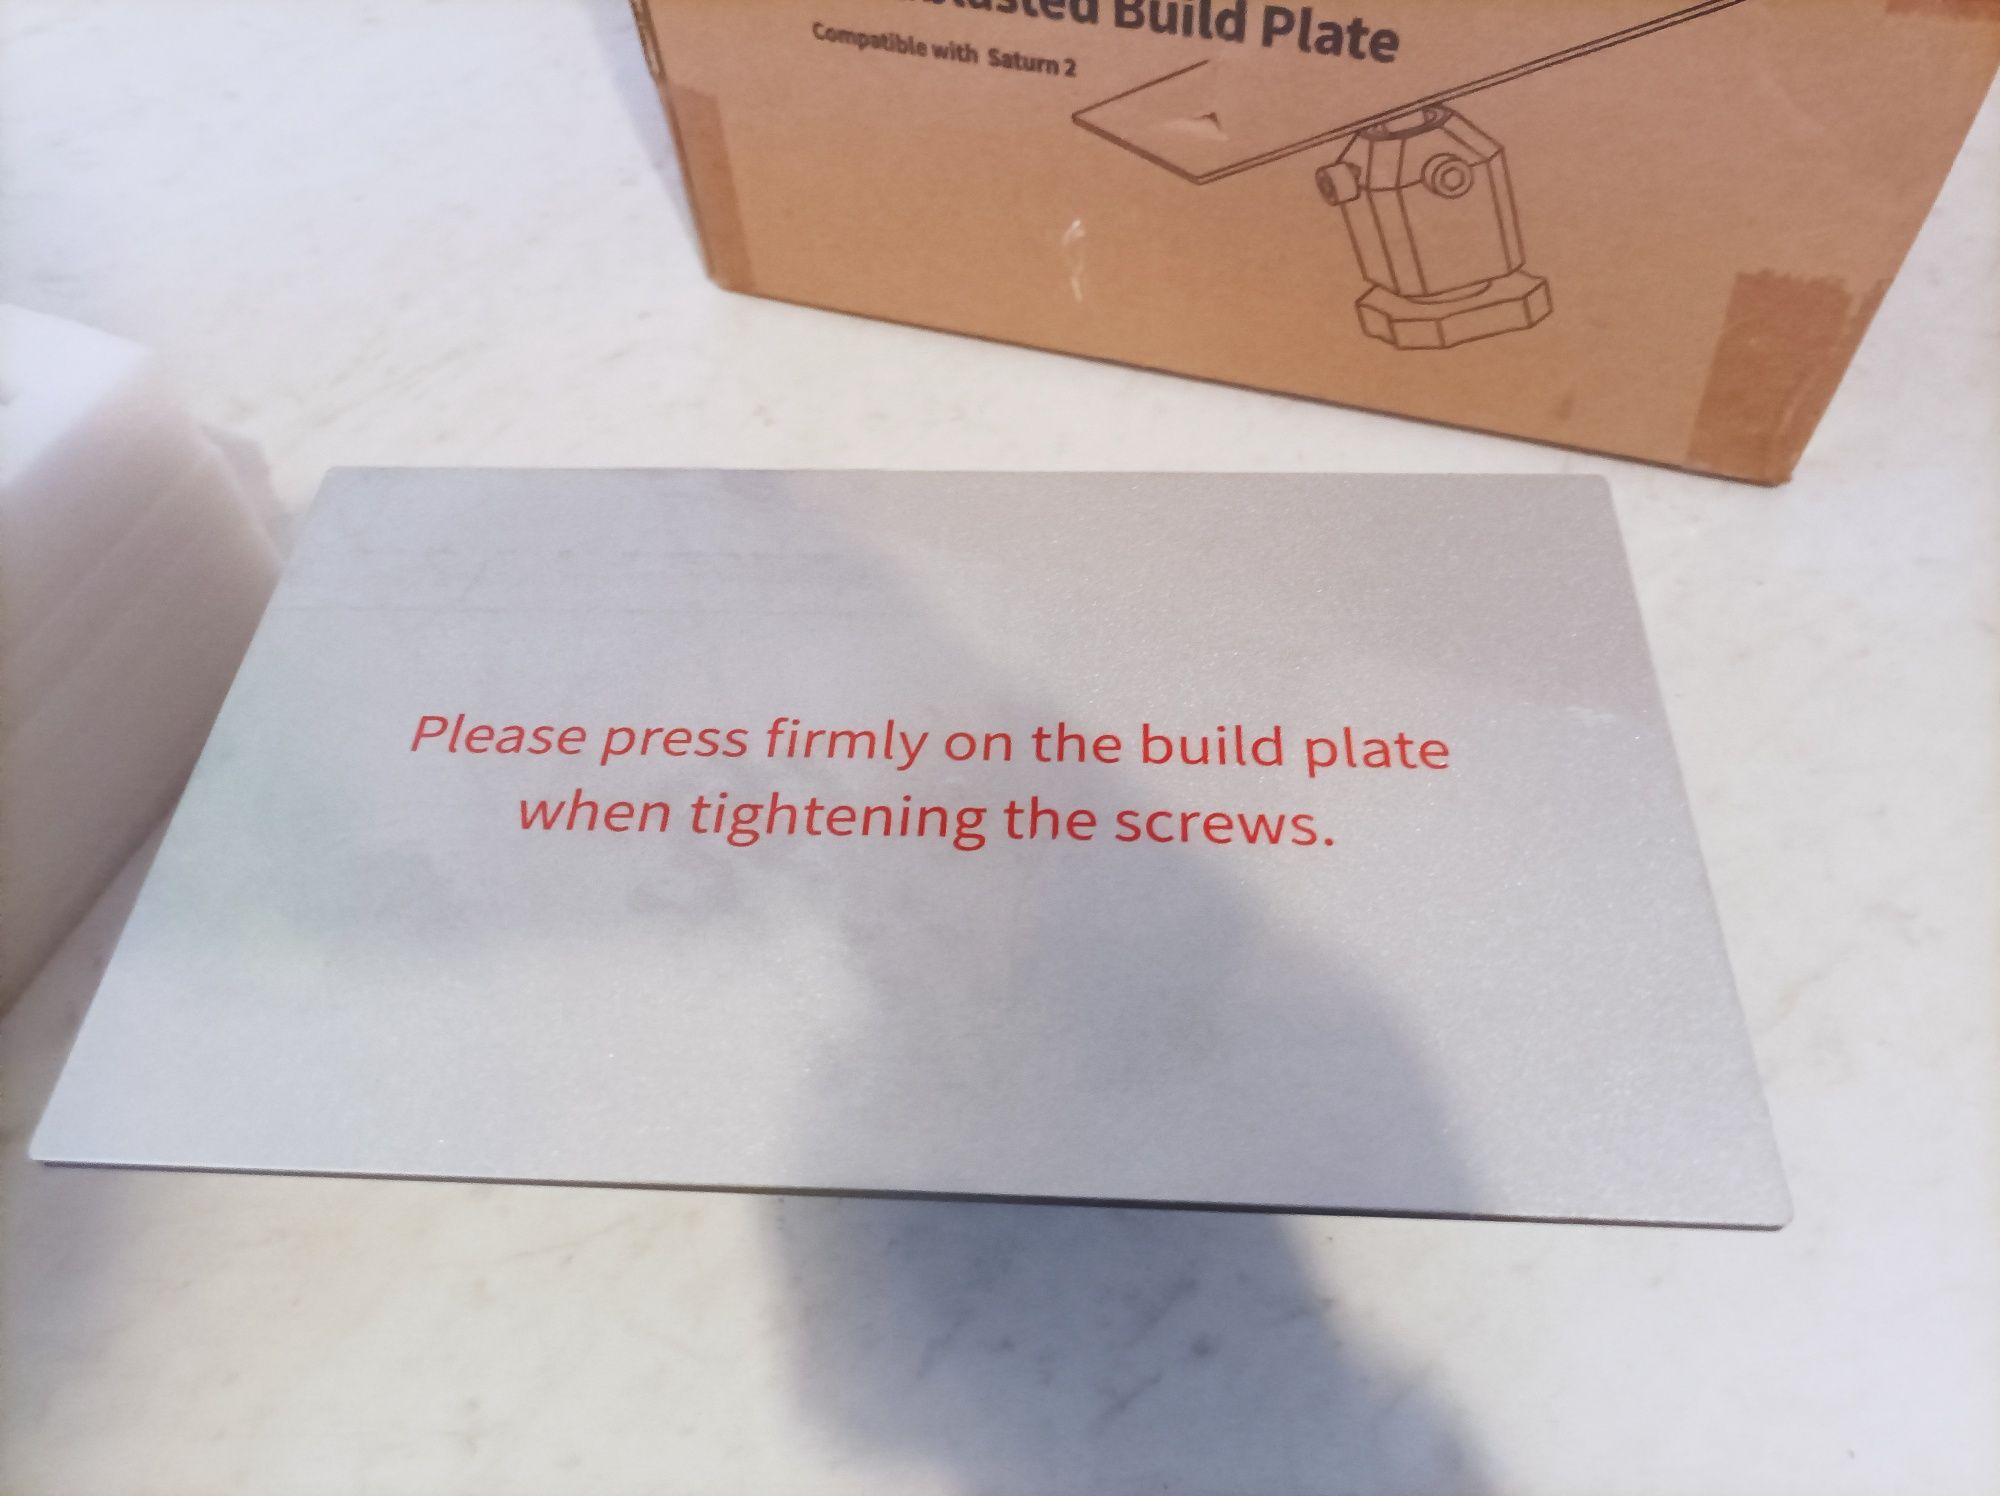 Build Plate
Compatible with Saturn 2
Please press firmly on the build plate
when tightening the screws.